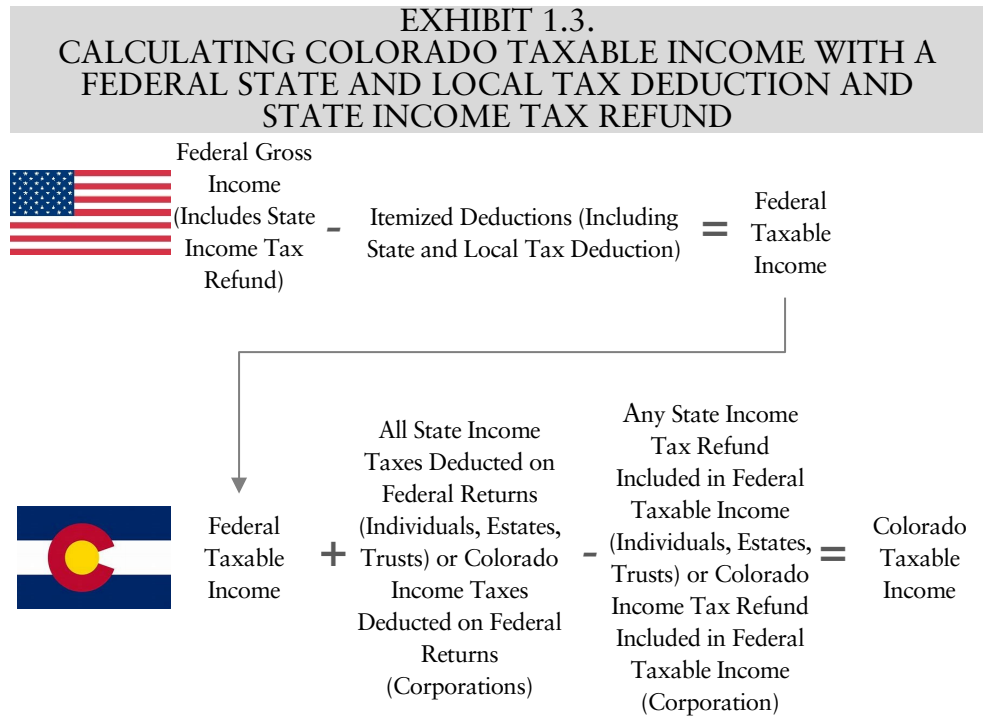 EXHIBIT 1.3.
CALCULATING COLORADO TAXABLE INCOME WITH A
FEDERAL STATE AND LOCAL TAX DEDUCTION AND
STATE INCOME TAX REFUND
Federal Gross
Income
(Includes State
Income Tax
Refund)
-
Itemized Deductions (Including
State and Local Tax Deduction)
=
Federal
Taxable
Income
Federal
Taxable
Income
+
All State Income
Taxes Deducted on
Federal Returns
(Individuals, Estates,
Trusts) or Colorado
Income Taxes
Deducted on Federal
Returns
(Corporations)
-
Any State Income
Tax Refund
Included in Federal
Taxable Income
(Individuals, Estates,
Trusts) or Colorado
Income Tax Refund
Included in Federal
Taxable Income
(Corporation)
=
Colorado
Taxable
Income